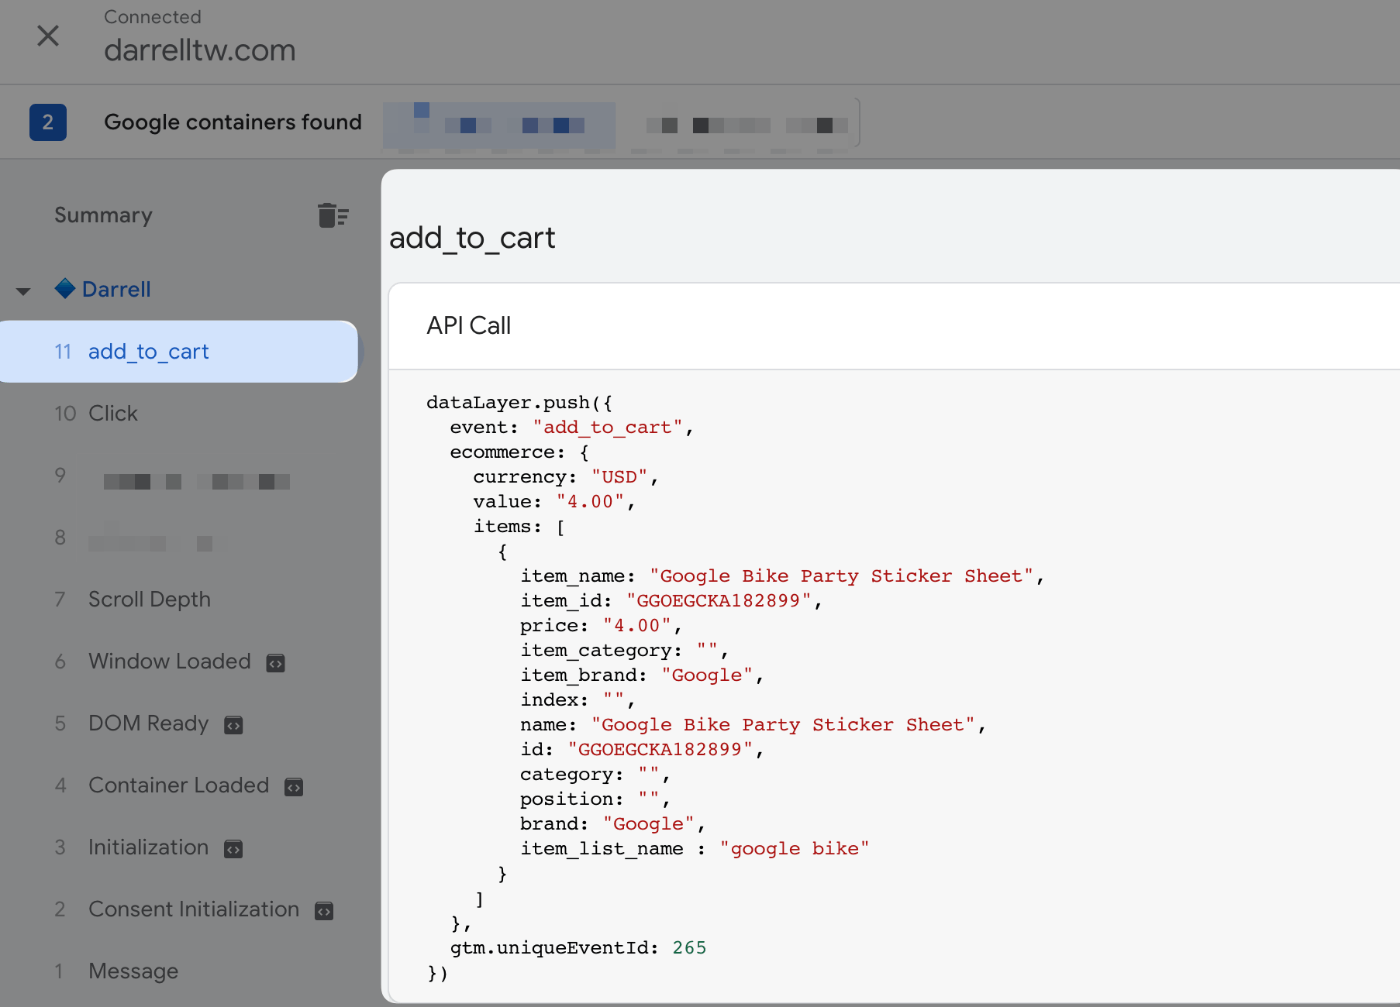 Connected
darrelltw.com
2 Google containers found
Summary
Darrell
11 add_to_cart
10 Click
9
8
7 Scroll Depth
6 Window Loaded
5 DOM Ready
4 Container Loaded
3 Initialization
2 Consent Initialization
1 Message
add_to_cart
API Call
dataLayer.push({
  event: "add_to_cart",
  ecommerce: {
    currency: "USD",
    value: "4.00",
    items: [
      {
        item_name: "Google Bike Party Sticker Sheet",
        item_id: "GGOEGCKA182899",
        price: "4.00",
        item_category: "",
        item_brand: "Google",
        index: "",
        name: "Google Bike Party Sticker Sheet",
        id: "GGOEGCKA182899",
        category: "",
        position: "",
        brand: "Google",
        item_list_name : "google bike"
      }
    ]
  },
  gtm.uniqueEventId: 265
})